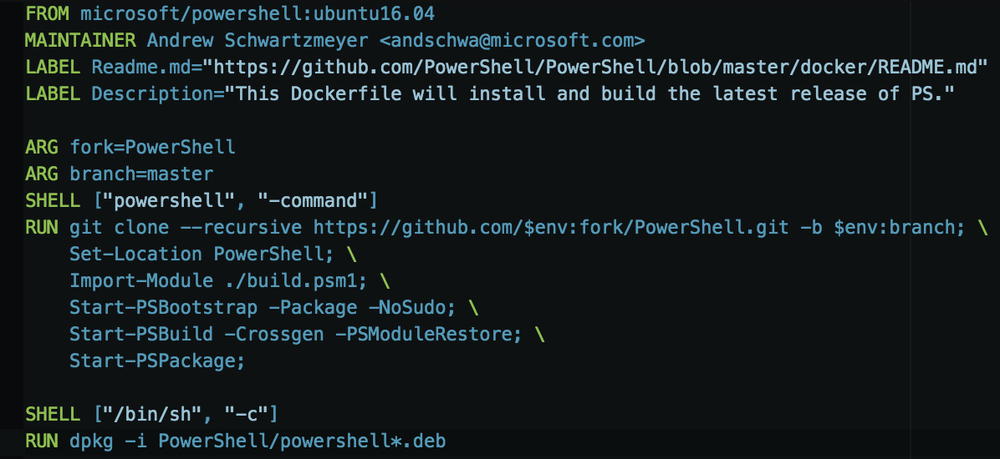 FROM microsoft/powershell:ubuntu16.04
MAINTAINER Andrew Schwartzmeyer <andschwa@microsoft.com>
LABEL Readme.md="https://github.com/PowerShell/PowerShell/blob/master/docker/README.md"
LABEL Description="This Dockerfile will install and build the latest release of PS."

ARG fork=PowerShell
ARG branch=master
SHELL ["powershell", "-command"]
RUN git clone --recursive https://github.com/$env:fork/PowerShell.git -b $env:branch; \
    Set-Location PowerShell; \
    Import-Module ./build.psm1; \
    Start-PSBootstrap -Package -NoSudo; \
    Start-PSBuild -Crossgen -PSModuleRestore; \
    Start-PSPackage;

SHELL ["/bin/sh", "-c"]
RUN dpkg -i PowerShell/powershell*.deb